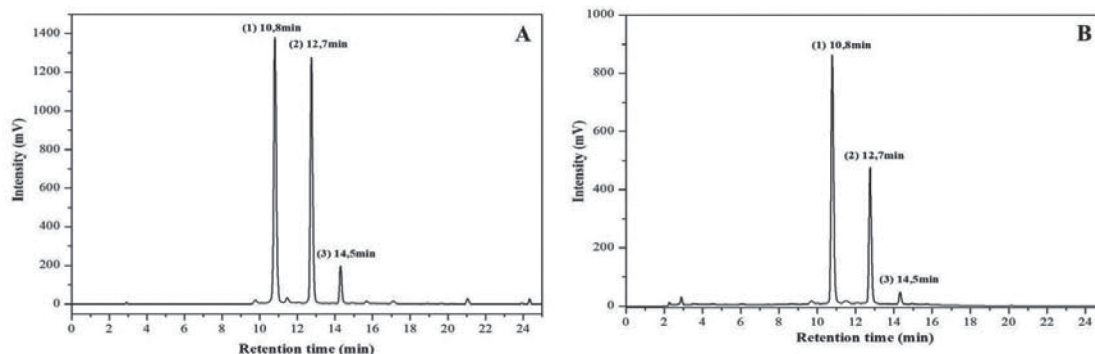 A
(1) 10,8min
(2) 12,7min
(3) 14,5min
1400
1200
1000
800
600
400
200
0
Intensity (mV)
0 2 4 6 8 10 12 14 16 18 20 22 24
Retention time (min)
B
(1) 10,8min
(2) 12,7min
(3) 14,5min
1000
800
600
400
200
0
Intensity (mV)
0 2 4 6 8 10 12 14 16 18 20 22 24
Retention time (min)